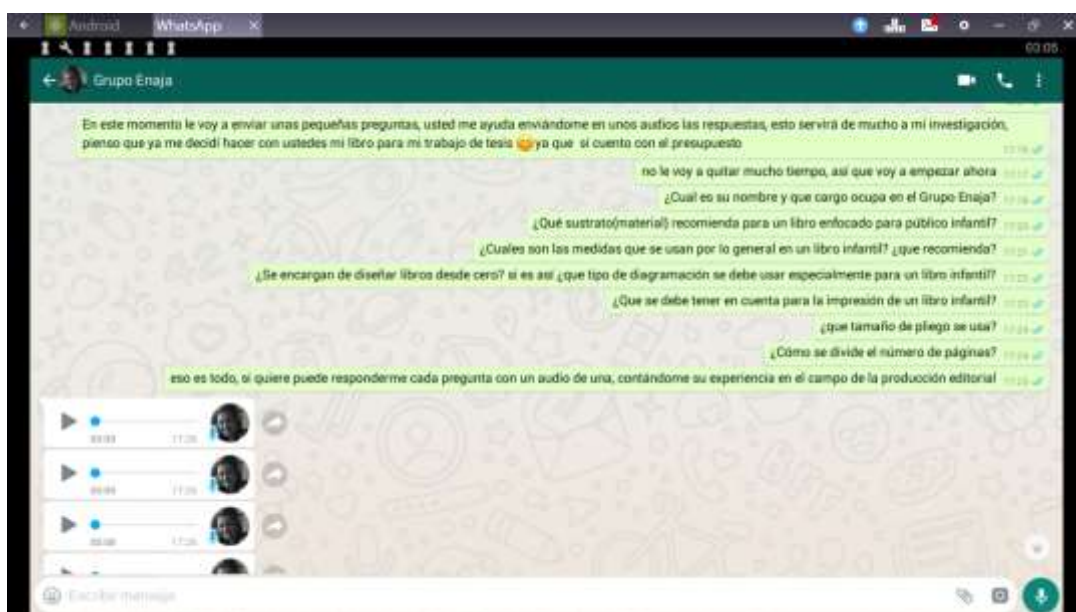 Android WhatsApp
03:05
Grupo Enaja
En este momento le voy a enviar unas pequeñas preguntas, usted me ayuda enviándome en unos audios las respuestas, esto servirá de mucho a mi investigación,
pienso que ya me decidí hacer con ustedes mi libro para mi trabajo de tesis 😊 ya que si cuento con el presupuesto
no le voy a quitar mucho tiempo, así que voy a empezar ahora
¿Cual es su nombre y que cargo ocupa en el Grupo Enaja?
¿Qué sustrato(material) recomienda para un libro enfocado para público infantil?
¿Cuales son las medidas que se usan por lo general en un libro infantil? ¿que recomienda?
¿Se encargan de diseñar libros desde cero? si es así ¿que tipo de diagramación se debe usar especialmente para un libro infantil?
¿Que se debe tener en cuenta para la impresión de un libro infantil?
¿que tamaño de pliego se usa?
¿Cómo se divide el número de páginas?
eso es todo, si quiere puede responderme cada pregunta con un audio de una, contándome su experiencia en el campo de la producción editorial
Escribir mensaje